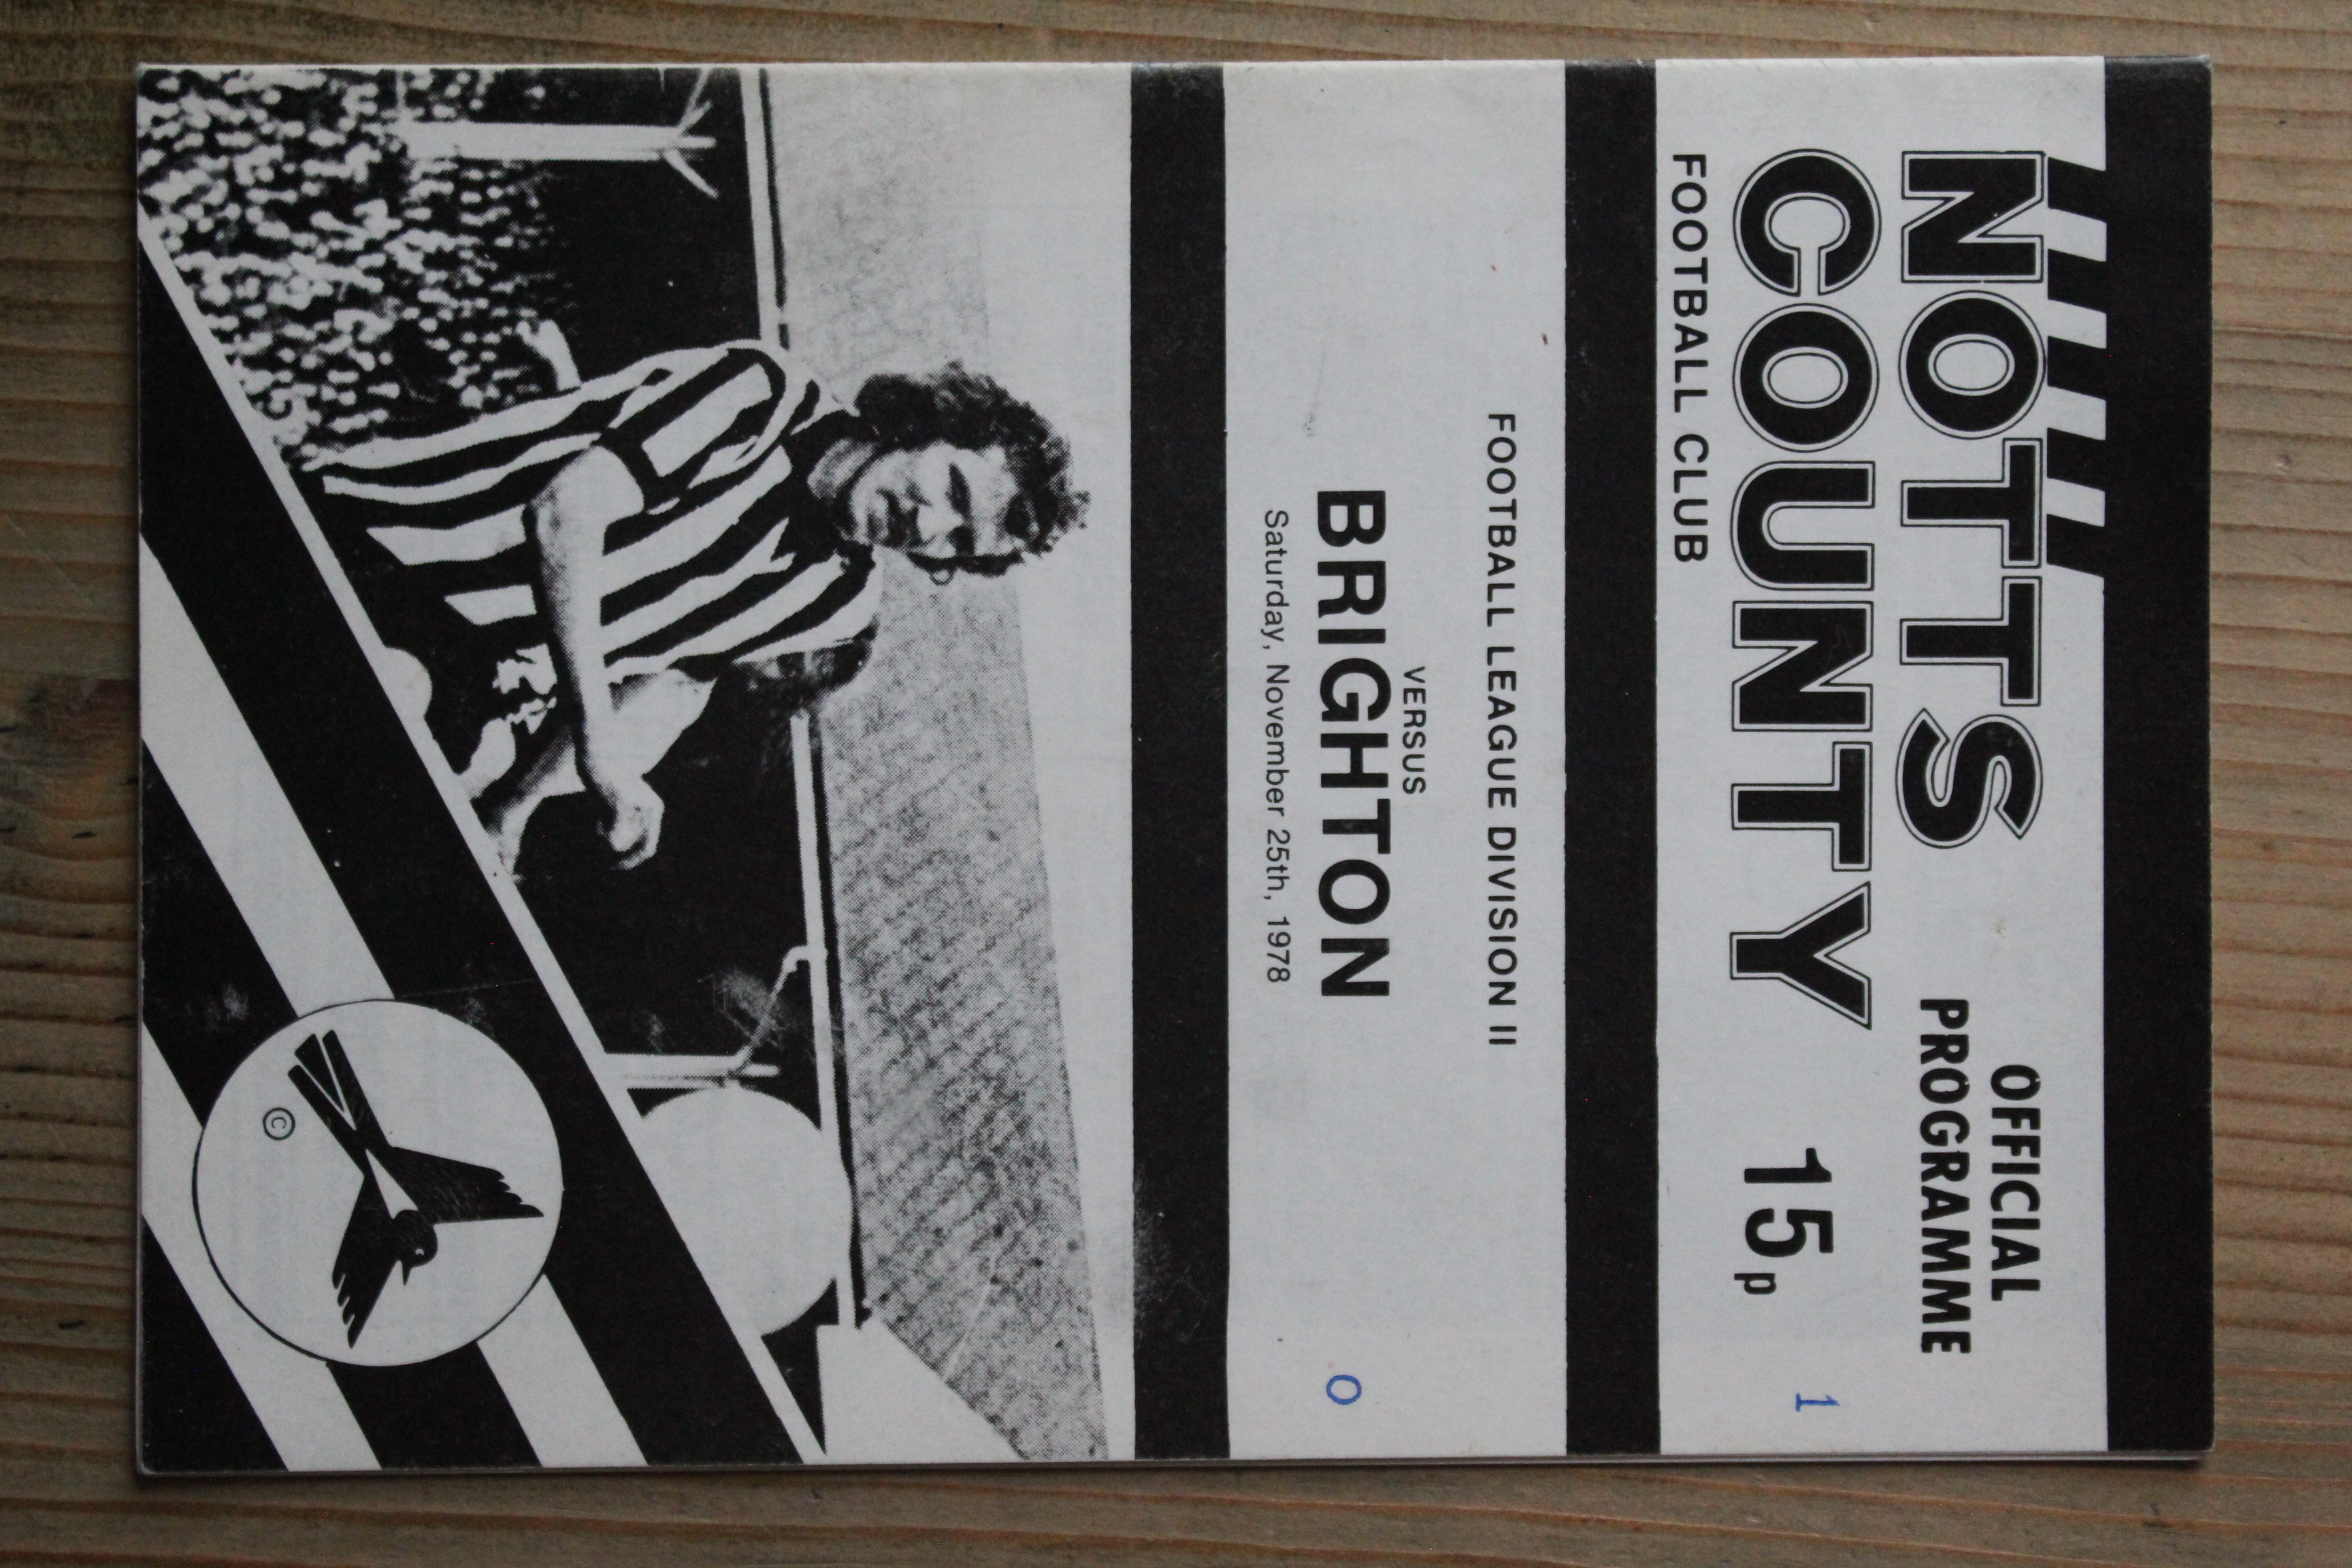 NOTTS
COUNTY
FOOTBALL CLUB
OFFICIAL
PROGRAMME
15p
1
FOOTBALL LEAGUE DIVISION II
VERSUS
BRIGHTON
0
Saturday, November 25th, 1978
©